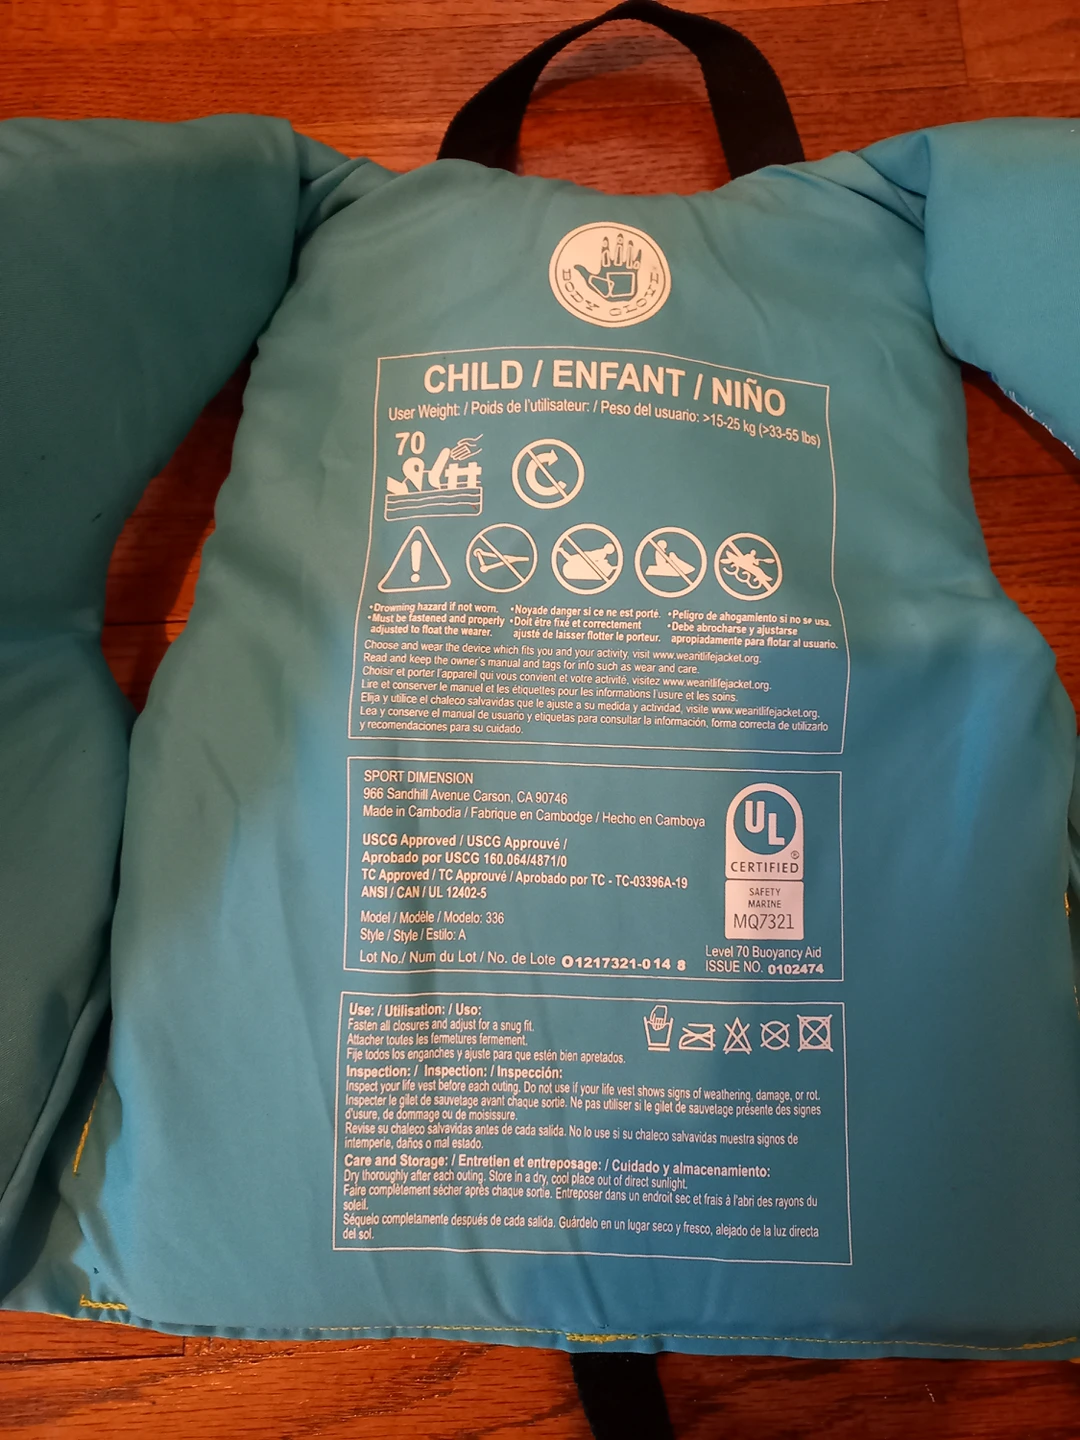 BODY GLOVE
CHILD / ENFANT / NIÑO
User Weight: / Poids de l'utilisateur: / Peso del usuario: >15-25 kg (>33-55 lbs)
70
•Drowning hazard if not worn.
•Must be fastened and properly
adjusted to float the wearer.
•Noyade danger si ce ne est porté.
•Doit être fixé et correctement
ajusté de laisser flotter le porteur.
•Peligro de ahogamiento si no se usa.
•Debe abrocharse y ajustarse
apropiadamente para flotar al usuario.
Choose and wear the device which fits you and your activity, visit www.wearitlifejacket.org.
Read and keep the owner's manual and tags for info such as wear and care.
Choisir et porter l'appareil qui vous convient et votre activité, visitez www.wearitlifejacket.org.
Lire et conserver le manuel et les étiquettes pour les informations l'usure et les soins.
Elija y utilice el chaleco salvavidas que le ajuste a su medida y actividad, visite www.wearitlifejacket.org.
Lea y conserve el manual de usuario y etiquetas para consultar la información, forma correcta de utilizarlo
y recomendaciones para su cuidado.
SPORT DIMENSION
966 Sandhill Avenue Carson, CA 90746
Made in Cambodia / Fabrique en Cambodge / Hecho en Camboya
USCG Approved / USCG Approuvé /
Aprobado por USCG 160.064/4871/0
TC Approved / TC Approuvé / Aprobado por TC - TC-03396A-19
ANSI / CAN / UL 12402-5
Model / Modèle / Modelo: 336
Style / Style / Estilo: A
Lot No./ Num du Lot / No. de Lote O1217321-014 8
UL
®
CERTIFIED
SAFETY
MARINE
MQ7321
Level 70 Buoyancy Aid
ISSUE NO. 0102474
Use: / Utilisation: / Uso:
Fasten all closures and adjust for a snug fit.
Attacher toutes les fermetures fermement.
Fije todos los enganches y ajuste para que estén bien apretados.
Inspection: / Inspection: / Inspección:
Inspect your life vest before each outing. Do not use if your life vest shows signs of weathering, damage, or rot.
Inspecter le gilet de sauvetage avant chaque sortie. Ne pas utiliser si le gilet de sauvetage présente des signes
d'usure, de dommage ou de moisissure.
Revise su chaleco salvavidas antes de cada salida. No lo use si su chaleco salvavidas muestra signos de
intemperie, daños o mal estado.
Care and Storage: / Entretien et entreposage: / Cuidado y almacenamiento:
Dry thoroughly after each outing. Store in a dry, cool place out of direct sunlight.
Faire complètement sécher après chaque sortie. Entreposer dans un endroit sec et frais à l'abri des rayons du
soleil.
Séquelo completamente después de cada salida. Guárdelo en un lugar seco y fresco, alejado de la luz directa
del sol.